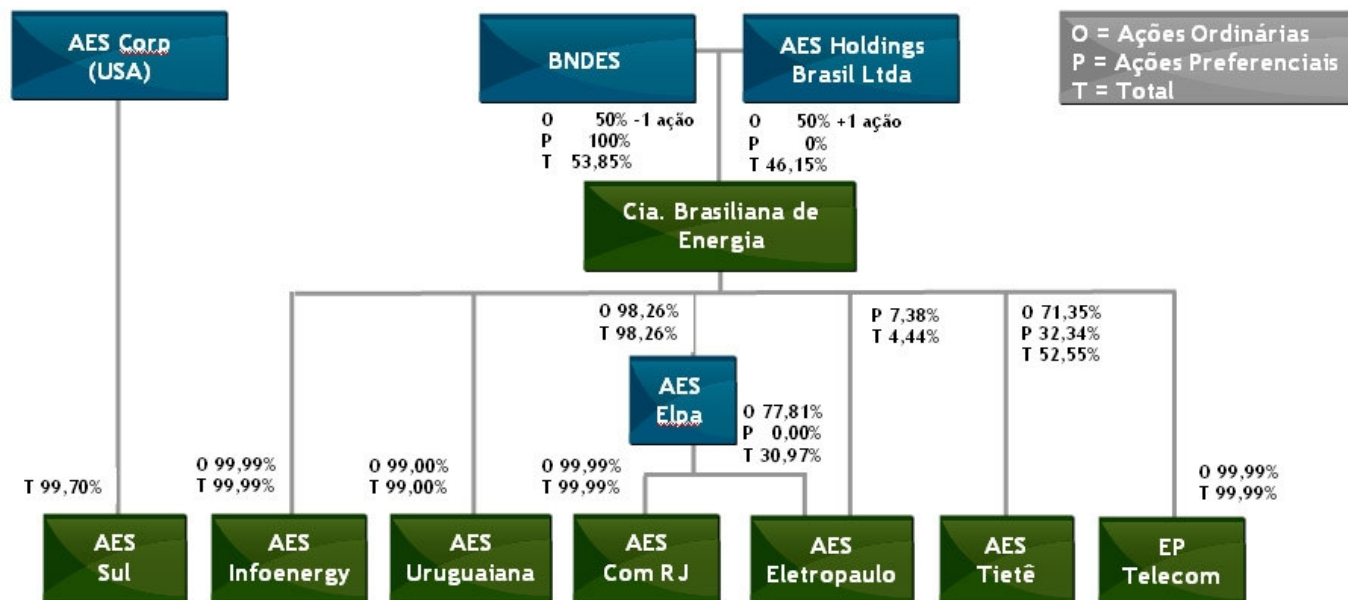 AES Corp
(USA)
BNDES
AES Holdings
Brasil Ltda
O = Ações Ordinárias
P = Ações Preferenciais
T = Total
O 50% -1 ação
P 100%
T 53,85%
O 50% +1 ação
P 0%
T 46,15%
Cia. Brasiliana de
Energia
O 98,26%
T 98,26%
P 7,38%
T 4,44%
O 71,35%
P 32,34%
T 52,55%
AES
Elpa
O 77,81%
P 0,00%
T 30,97%
T 99,70%
O 99,99%
T 99,99%
O 99,00%
T 99,00%
O 99,99%
T 99,99%
O 99,99%
T 99,99%
AES
Sul
AES
Infoenergy
AES
Uruguaiana
AES
Com RJ
AES
Eletropaulo
AES
Tietê
EP
Telecom